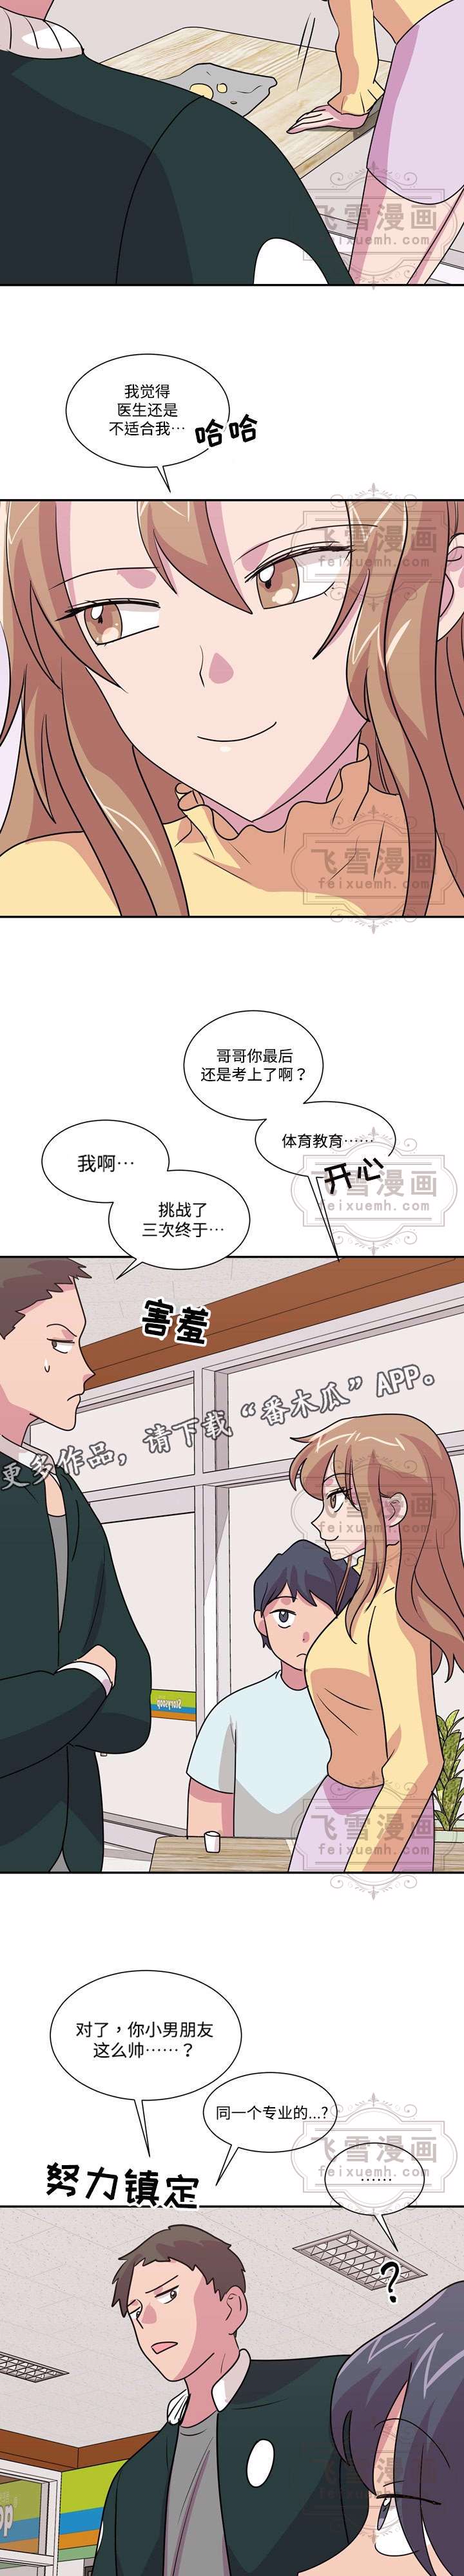 飞雪漫画
feixuemh.com
我觉得
医生还是
不适合我…
哈哈
飞雪漫画
feixuemh.com
飞雪漫画
feixuemh.com
哥哥你最后
还是考上了啊？
体育教育……
开心
我啊…
挑战了
三次终于…
飞雪漫画
feixuemh.com
害羞
更多作品，请下载“番木瓜”APP。
飞雪漫画
feixuemh.com
飞雪漫画
feixuemh.com
对了，你小男朋友
这么帅……？
同一个专业的...?
……
飞雪漫画
feixuemh.com
努力镇定
?